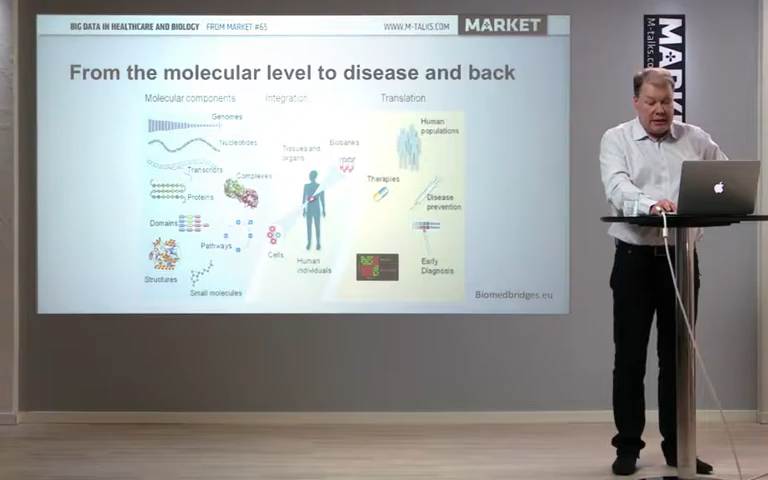 BIG DATA IN HEALTHCARE AND BIOLOGY FROM MARKET #65
WWW.M-TALKS.COM
MARKET
From the molecular level to disease and back
Molecular components
Integration
Translation
Genomes
Nucleotides
Transcripts
Proteins
Complexes
Domains
Pathways
Structures
Small molecules
Tissues and
organs
Biobanks
Cells
Human
individuals
Human
populations
Therapies
Disease
prevention
Early
Diagnosis
Biomedbridges.eu
M-talks.co
MARK